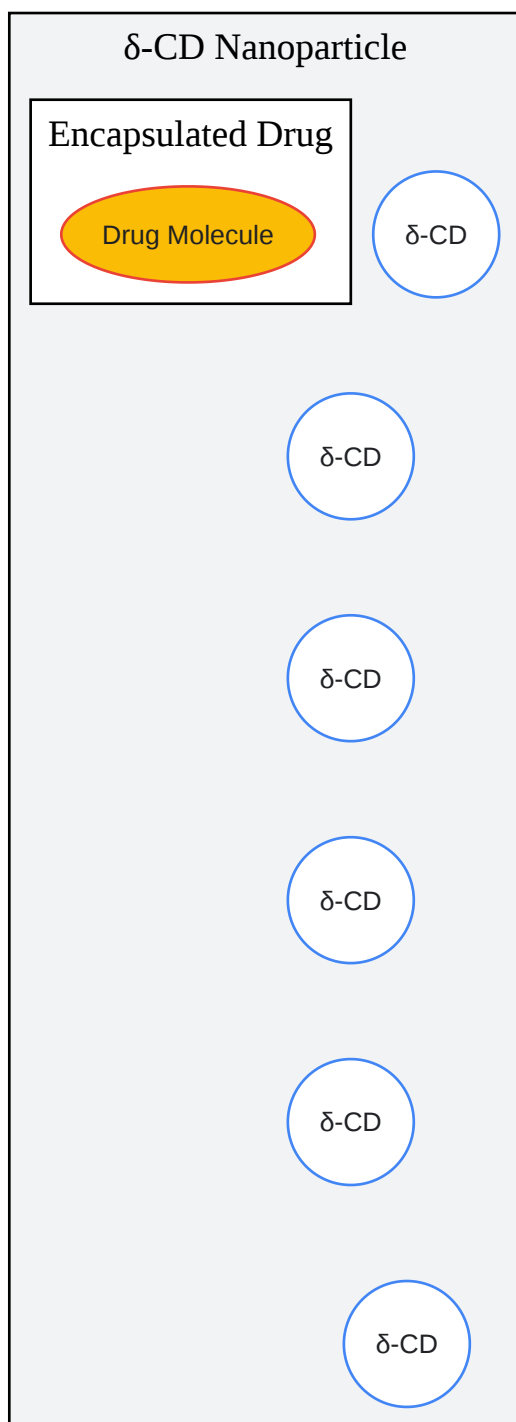 δ-CD Nanoparticle
Encapsulated Drug
Drug Molecule
δ-CD
δ-CD
δ-CD
δ-CD
δ-CD
δ-CD